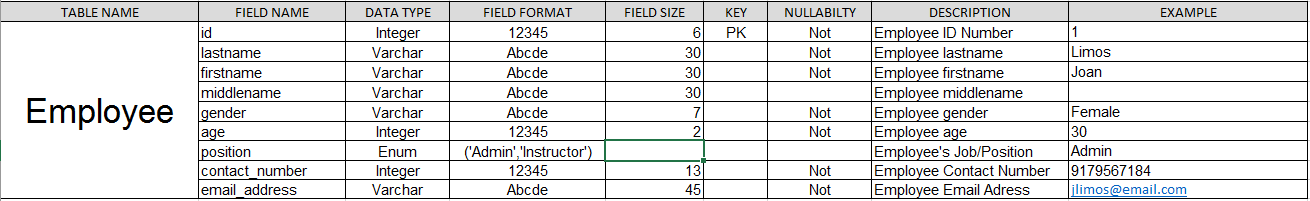 TABLE NAME FIELD NAME DATA TYPE FIELD FORMAT FIELD SIZE KEY NULLABILTY DESCRIPTION EXAMPLE
Employee
id Integer 12345 6 PK Not Employee ID Number 1
lastname Varchar Abcde 30 Not Employee lastname Limos
firstname Varchar Abcde 30 Not Employee firstname Joan
middlename Varchar Abcde 30 Employee middlename
gender Varchar Abcde 7 Not Employee gender Female
age Integer 12345 2 Not Employee age 30
position Enum ('Admin','Instructor') Employee's Job/Position Admin
contact_number Integer 12345 13 Not Employee Contact Number 9179567184
email_address Varchar Abcde 45 Not Employee Email Adress jlimos@email.com